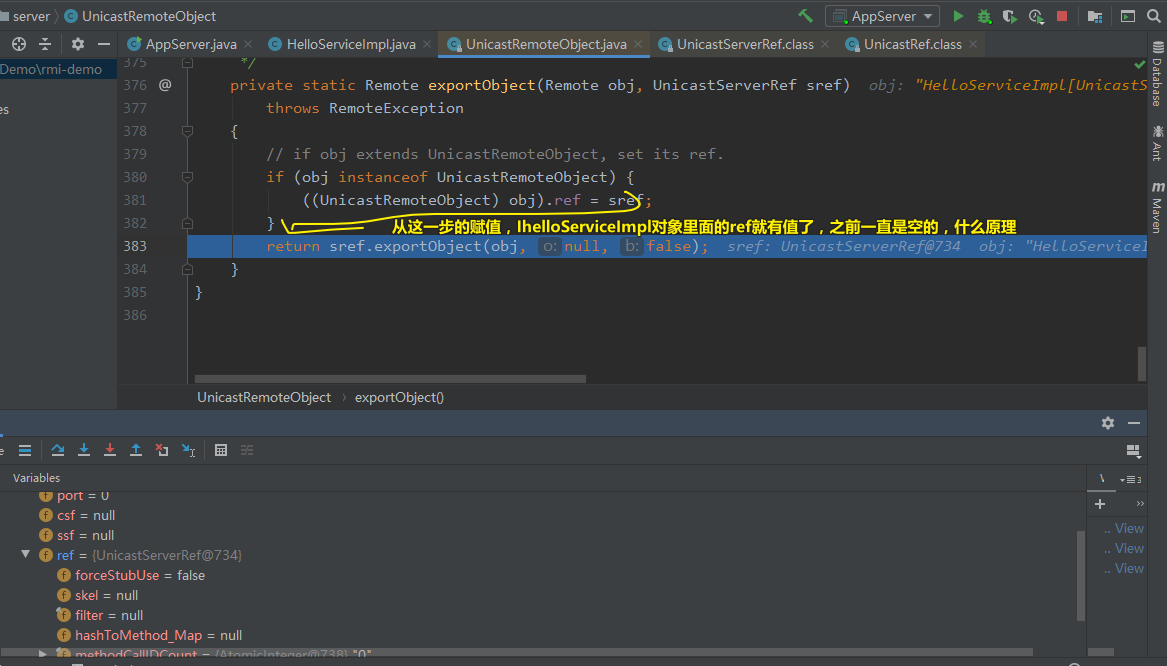 server
UnicastRemoteObject
AppServer
AppServer.java
HelloServiceImpl.java
UnicastRemoteObject.java
UnicastServerRef.class
UnicastRef.class
Demo\rmi-demo
es
375 */
376 @ private static Remote exportObject(Remote obj, UnicastServerRef sref) obj: "HelloServiceImpl[UnicastS
377 throws RemoteException
378 {
379 // if obj extends UnicastRemoteObject, set its ref.
380 if (obj instanceof UnicastRemoteObject) {
381 ((UnicastRemoteObject) obj).ref = sref;
382 }
从这一步的赋值，IhelloServiceImpl对象里面的ref就有值了，之前一直是空的，什么原理
383 return sref.exportObject(obj, o: null, b: false); sref: UnicastServerRef@734 obj: "HelloServiceI
384 }
385 }
386
Database
Ant
m Maven
UnicastRemoteObject › exportObject()
e
Variables
port = 0
csf = null
ssf = null
ref = {UnicastServerRef@734}
forceStubUse = false
skel = null
filter = null
hashToMethod_Map = null
methodCallIDCount = {AtomicInteger@738} "0"
.. View
.. View
.. View